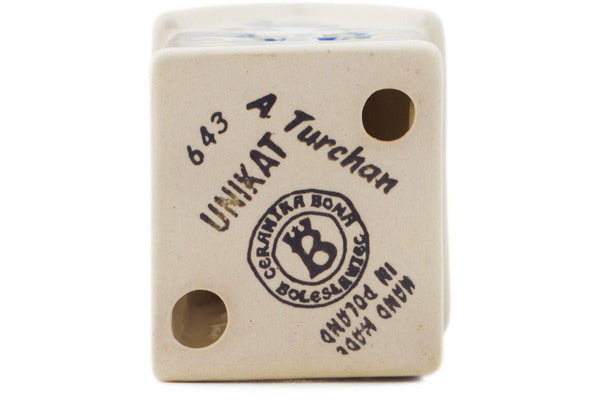 643
A Turchan
UNIKAT
CERAMIKA BONA
B
BOLESŁAWIEC
HAND MADE
IN POLAND